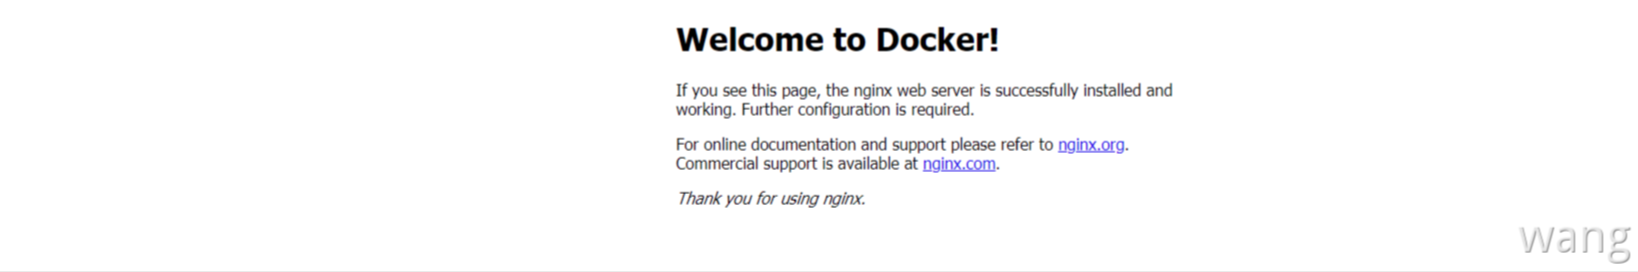 Welcome to Docker!
If you see this page, the nginx web server is successfully installed and
working. Further configuration is required.
For online documentation and support please refer to nginx.org.
Commercial support is available at nginx.com.
Thank you for using nginx.
wang